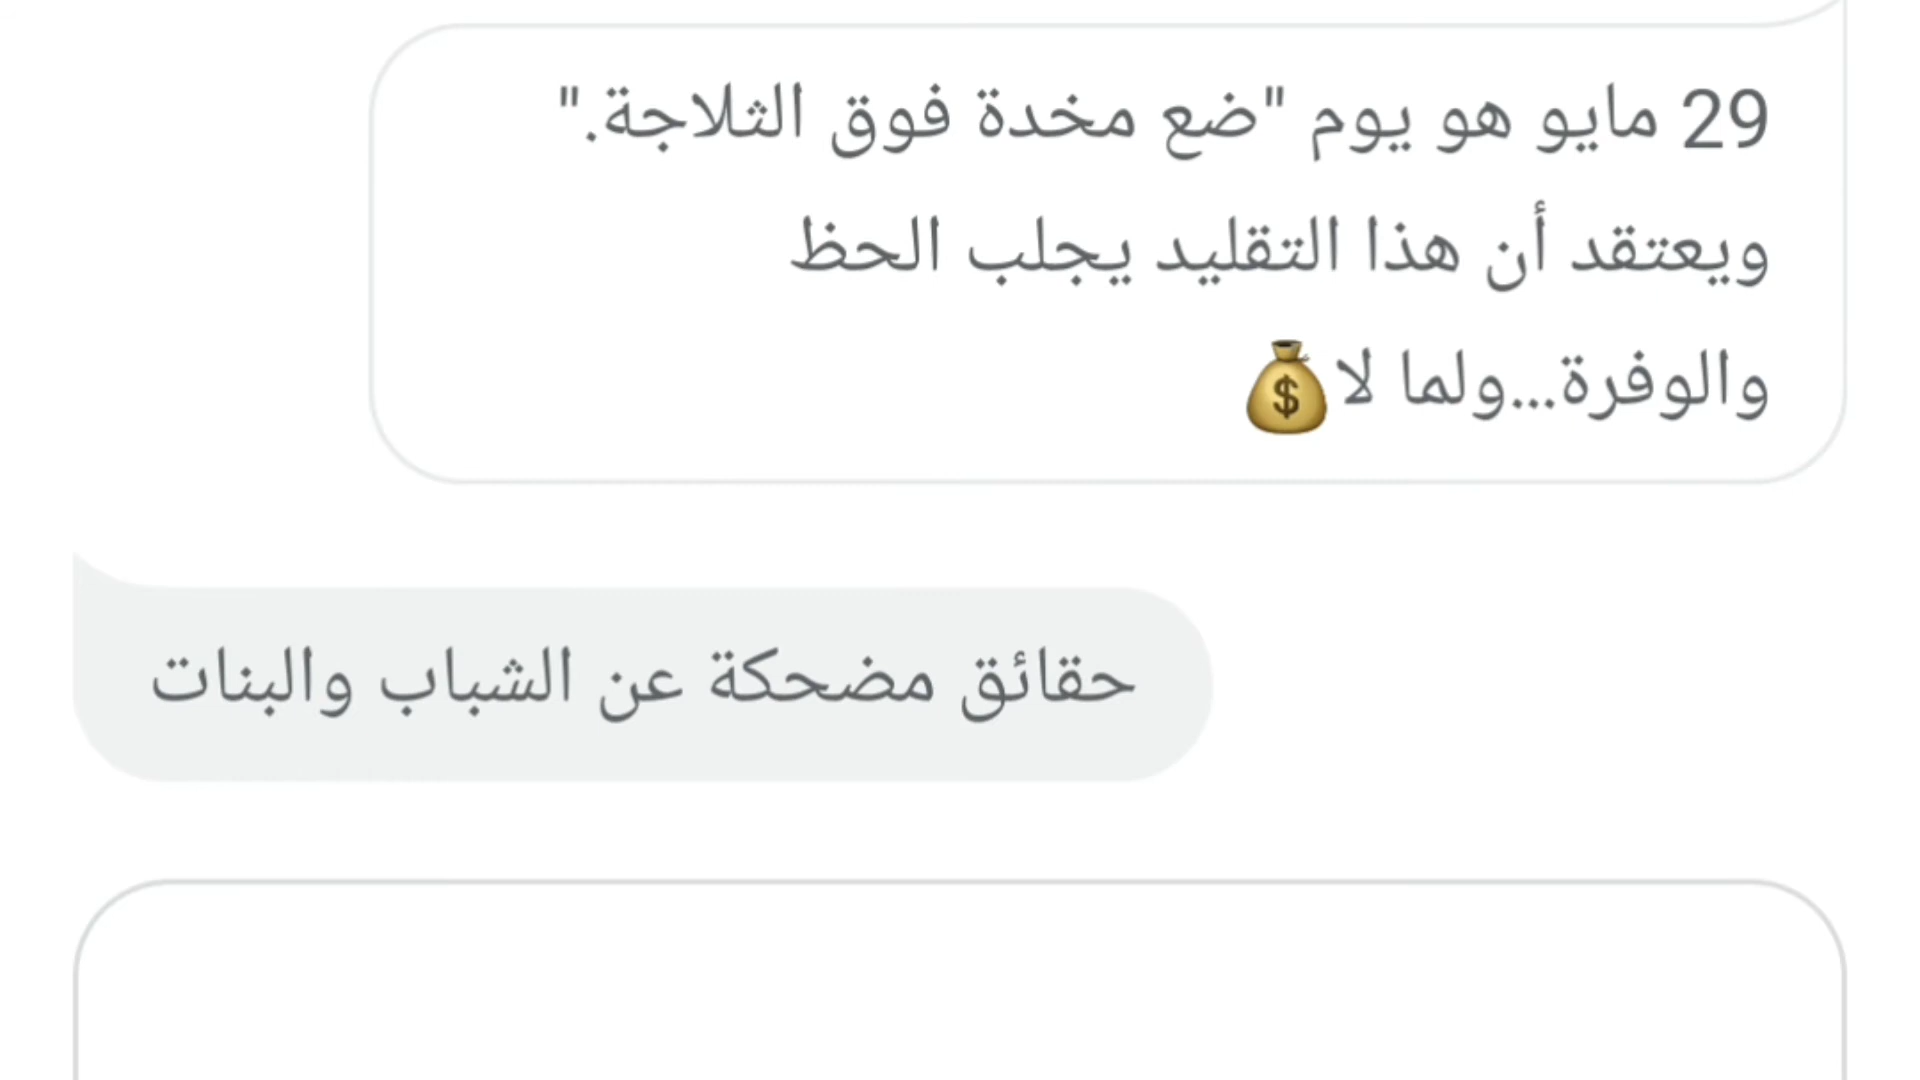 29 مايو هو يوم "ضع مخدة فوق الثلاجة."
ويعتقد أن هذا التقليد يجلب الحظ
والوفرة...ولما لا💰
حقائق مضحكة عن الشباب والبنات